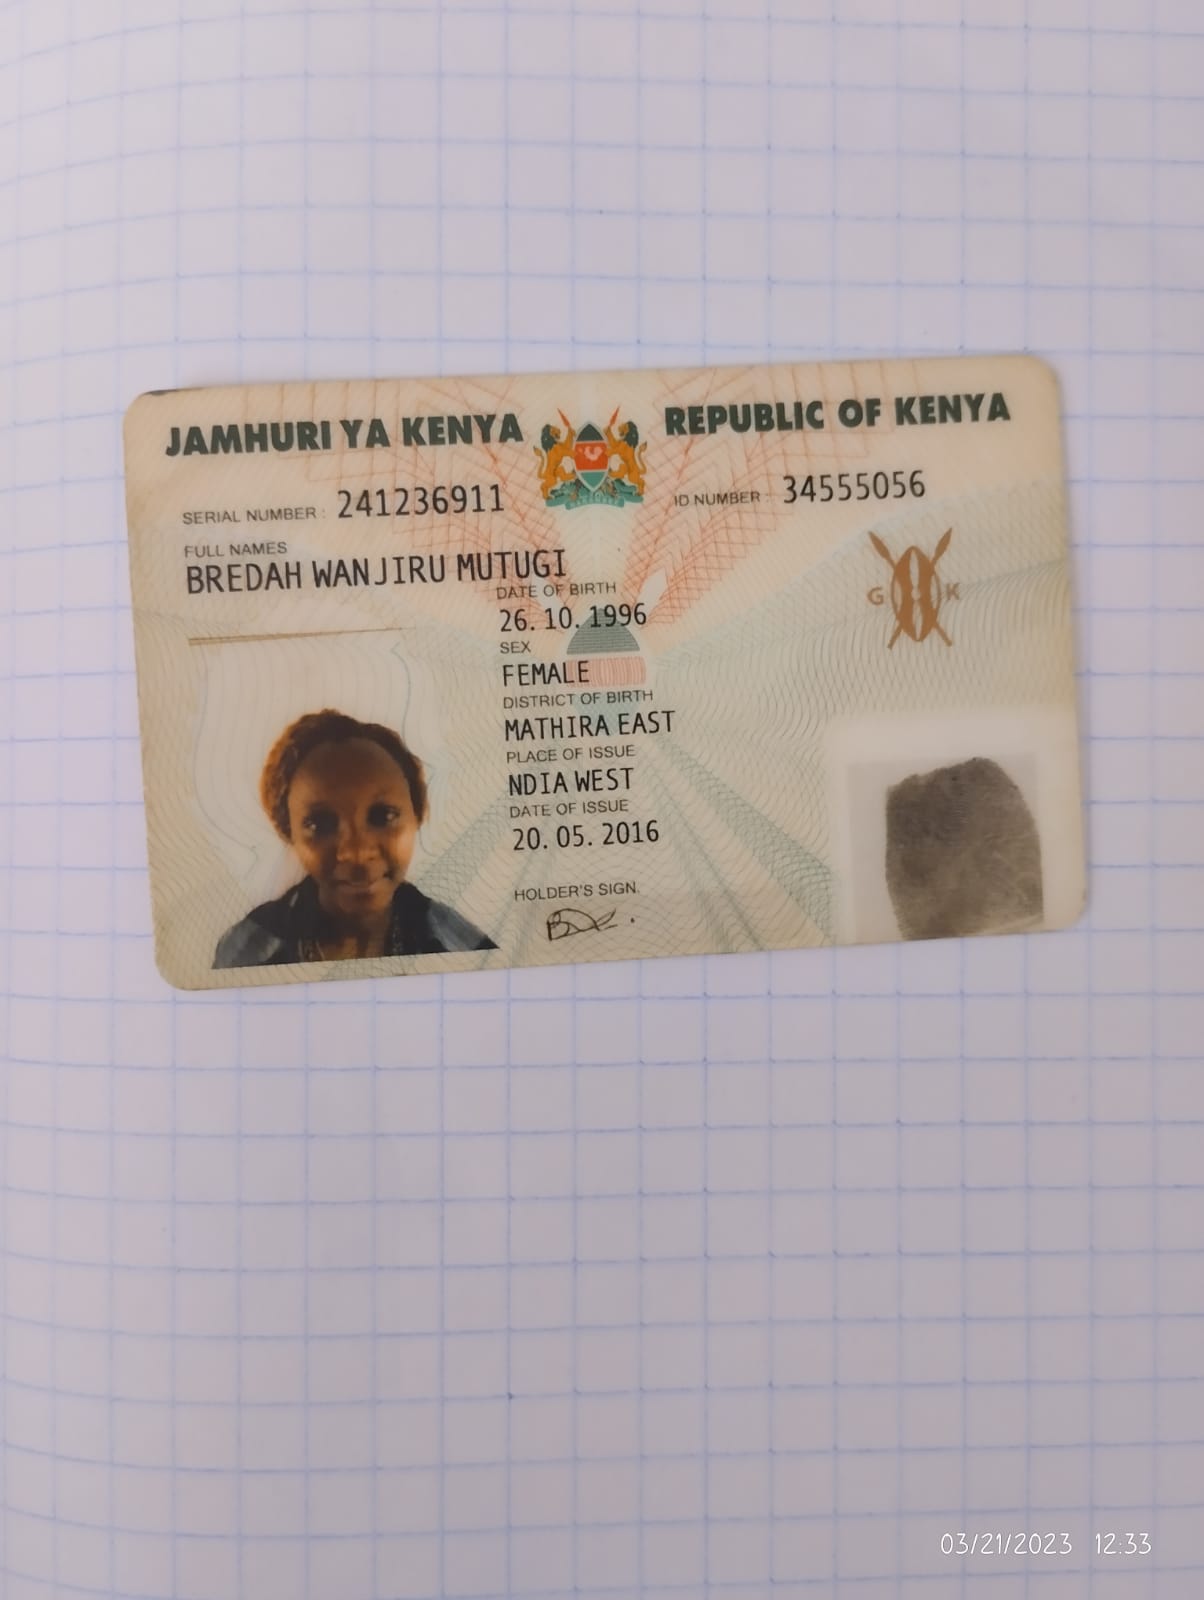 JAMHURI YA KENYA REPUBLIC OF KENYA
SERIAL NUMBER : 241236911 ID NUMBER : 34555056
FULL NAMES
BREDAH WANJIRU MUTUGI
DATE OF BIRTH
26. 10. 1996
SEX
FEMALE
DISTRICT OF BIRTH
MATHIRA EAST
PLACE OF ISSUE
NDIA WEST
DATE OF ISSUE
20. 05. 2016
HOLDER'S SIGN.
G K
03/21/2023 12:33